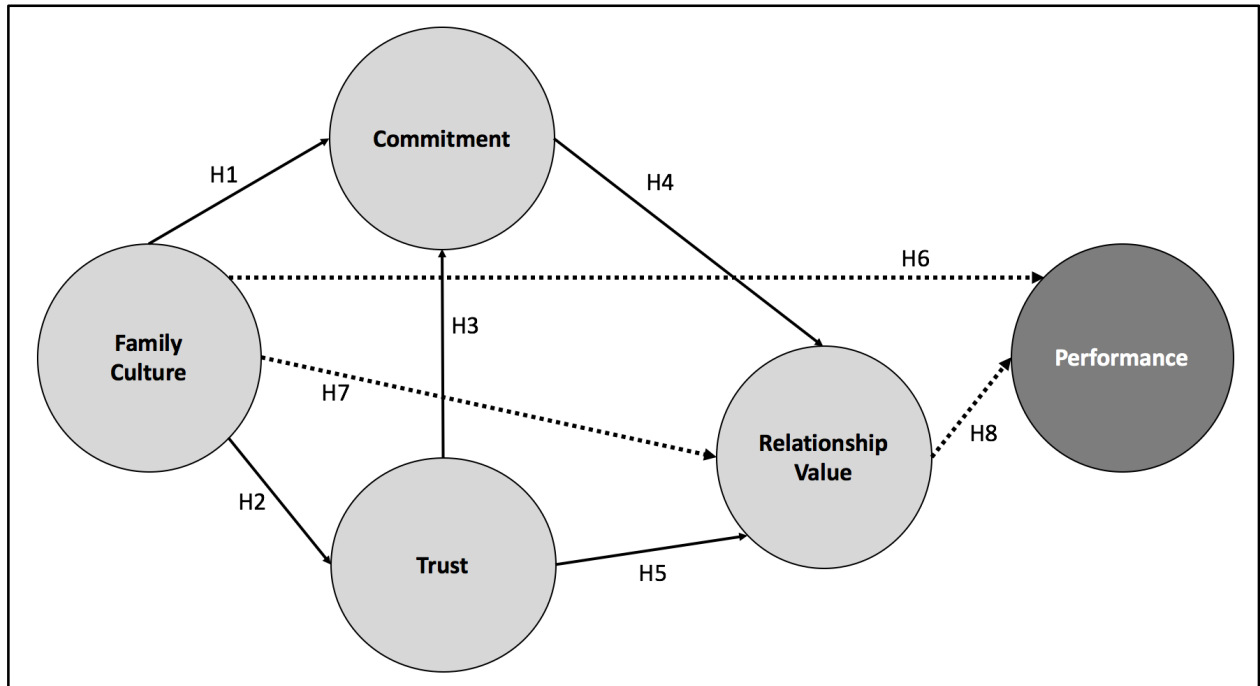 Commitment
H1
H4
H6
H3
Family
Culture
Performance
H7
H8
Relationship
Value
H2
Trust
H5